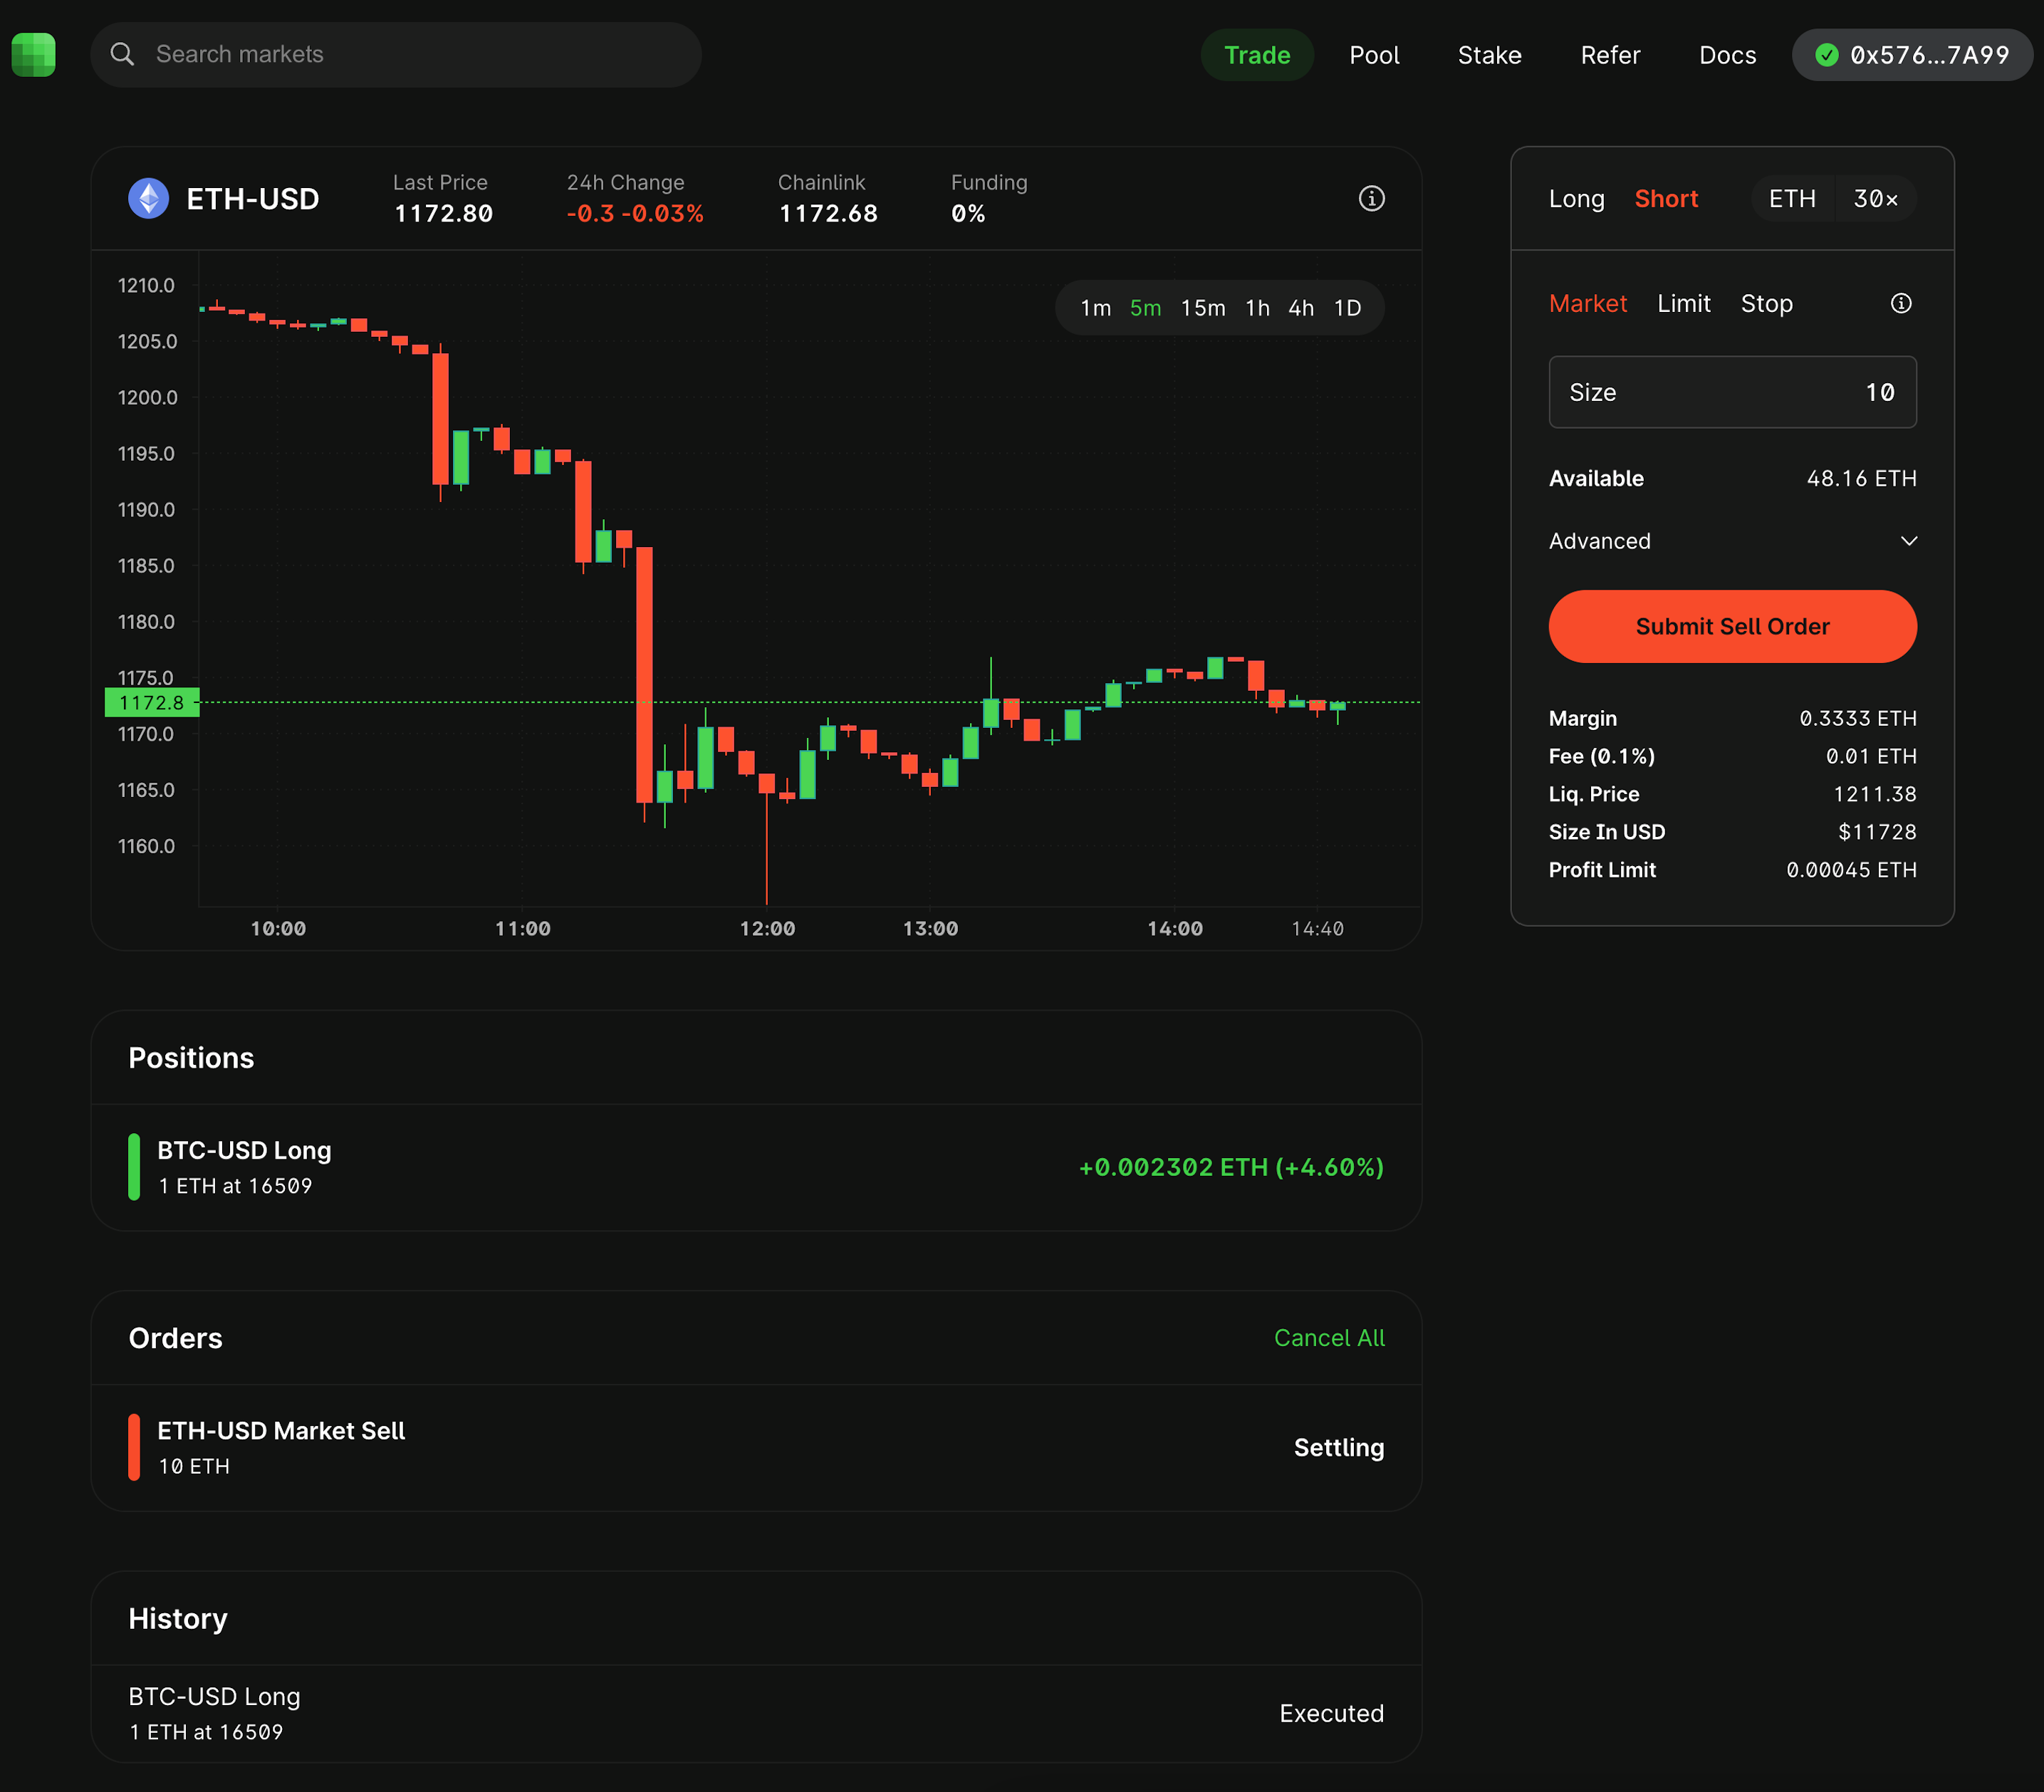 Search markets
Trade Pool Stake Refer Docs 0x576...7A99
ETH-USD
Last Price
1172.80
24h Change
-0.3 -0.03%
Chainlink
1172.68
Funding
0%
1m 5m 15m 1h 4h 1D
1210.0
1205.0
1200.0
1195.0
1190.0
1185.0
1180.0
1175.0
1172.8
1170.0
1165.0
1160.0
10:00 11:00 12:00 13:00 14:00 14:40
Long Short ETH 30×
Market Limit Stop
Size 10
Available 48.16 ETH
Advanced
Submit Sell Order
Margin 0.3333 ETH
Fee (0.1%) 0.01 ETH
Liq. Price 1211.38
Size In USD $11728
Profit Limit 0.00045 ETH
Positions
BTC-USD Long
1 ETH at 16509
+0.002302 ETH (+4.60%)
Orders Cancel All
ETH-USD Market Sell
10 ETH
Settling
History
BTC-USD Long
1 ETH at 16509
Executed